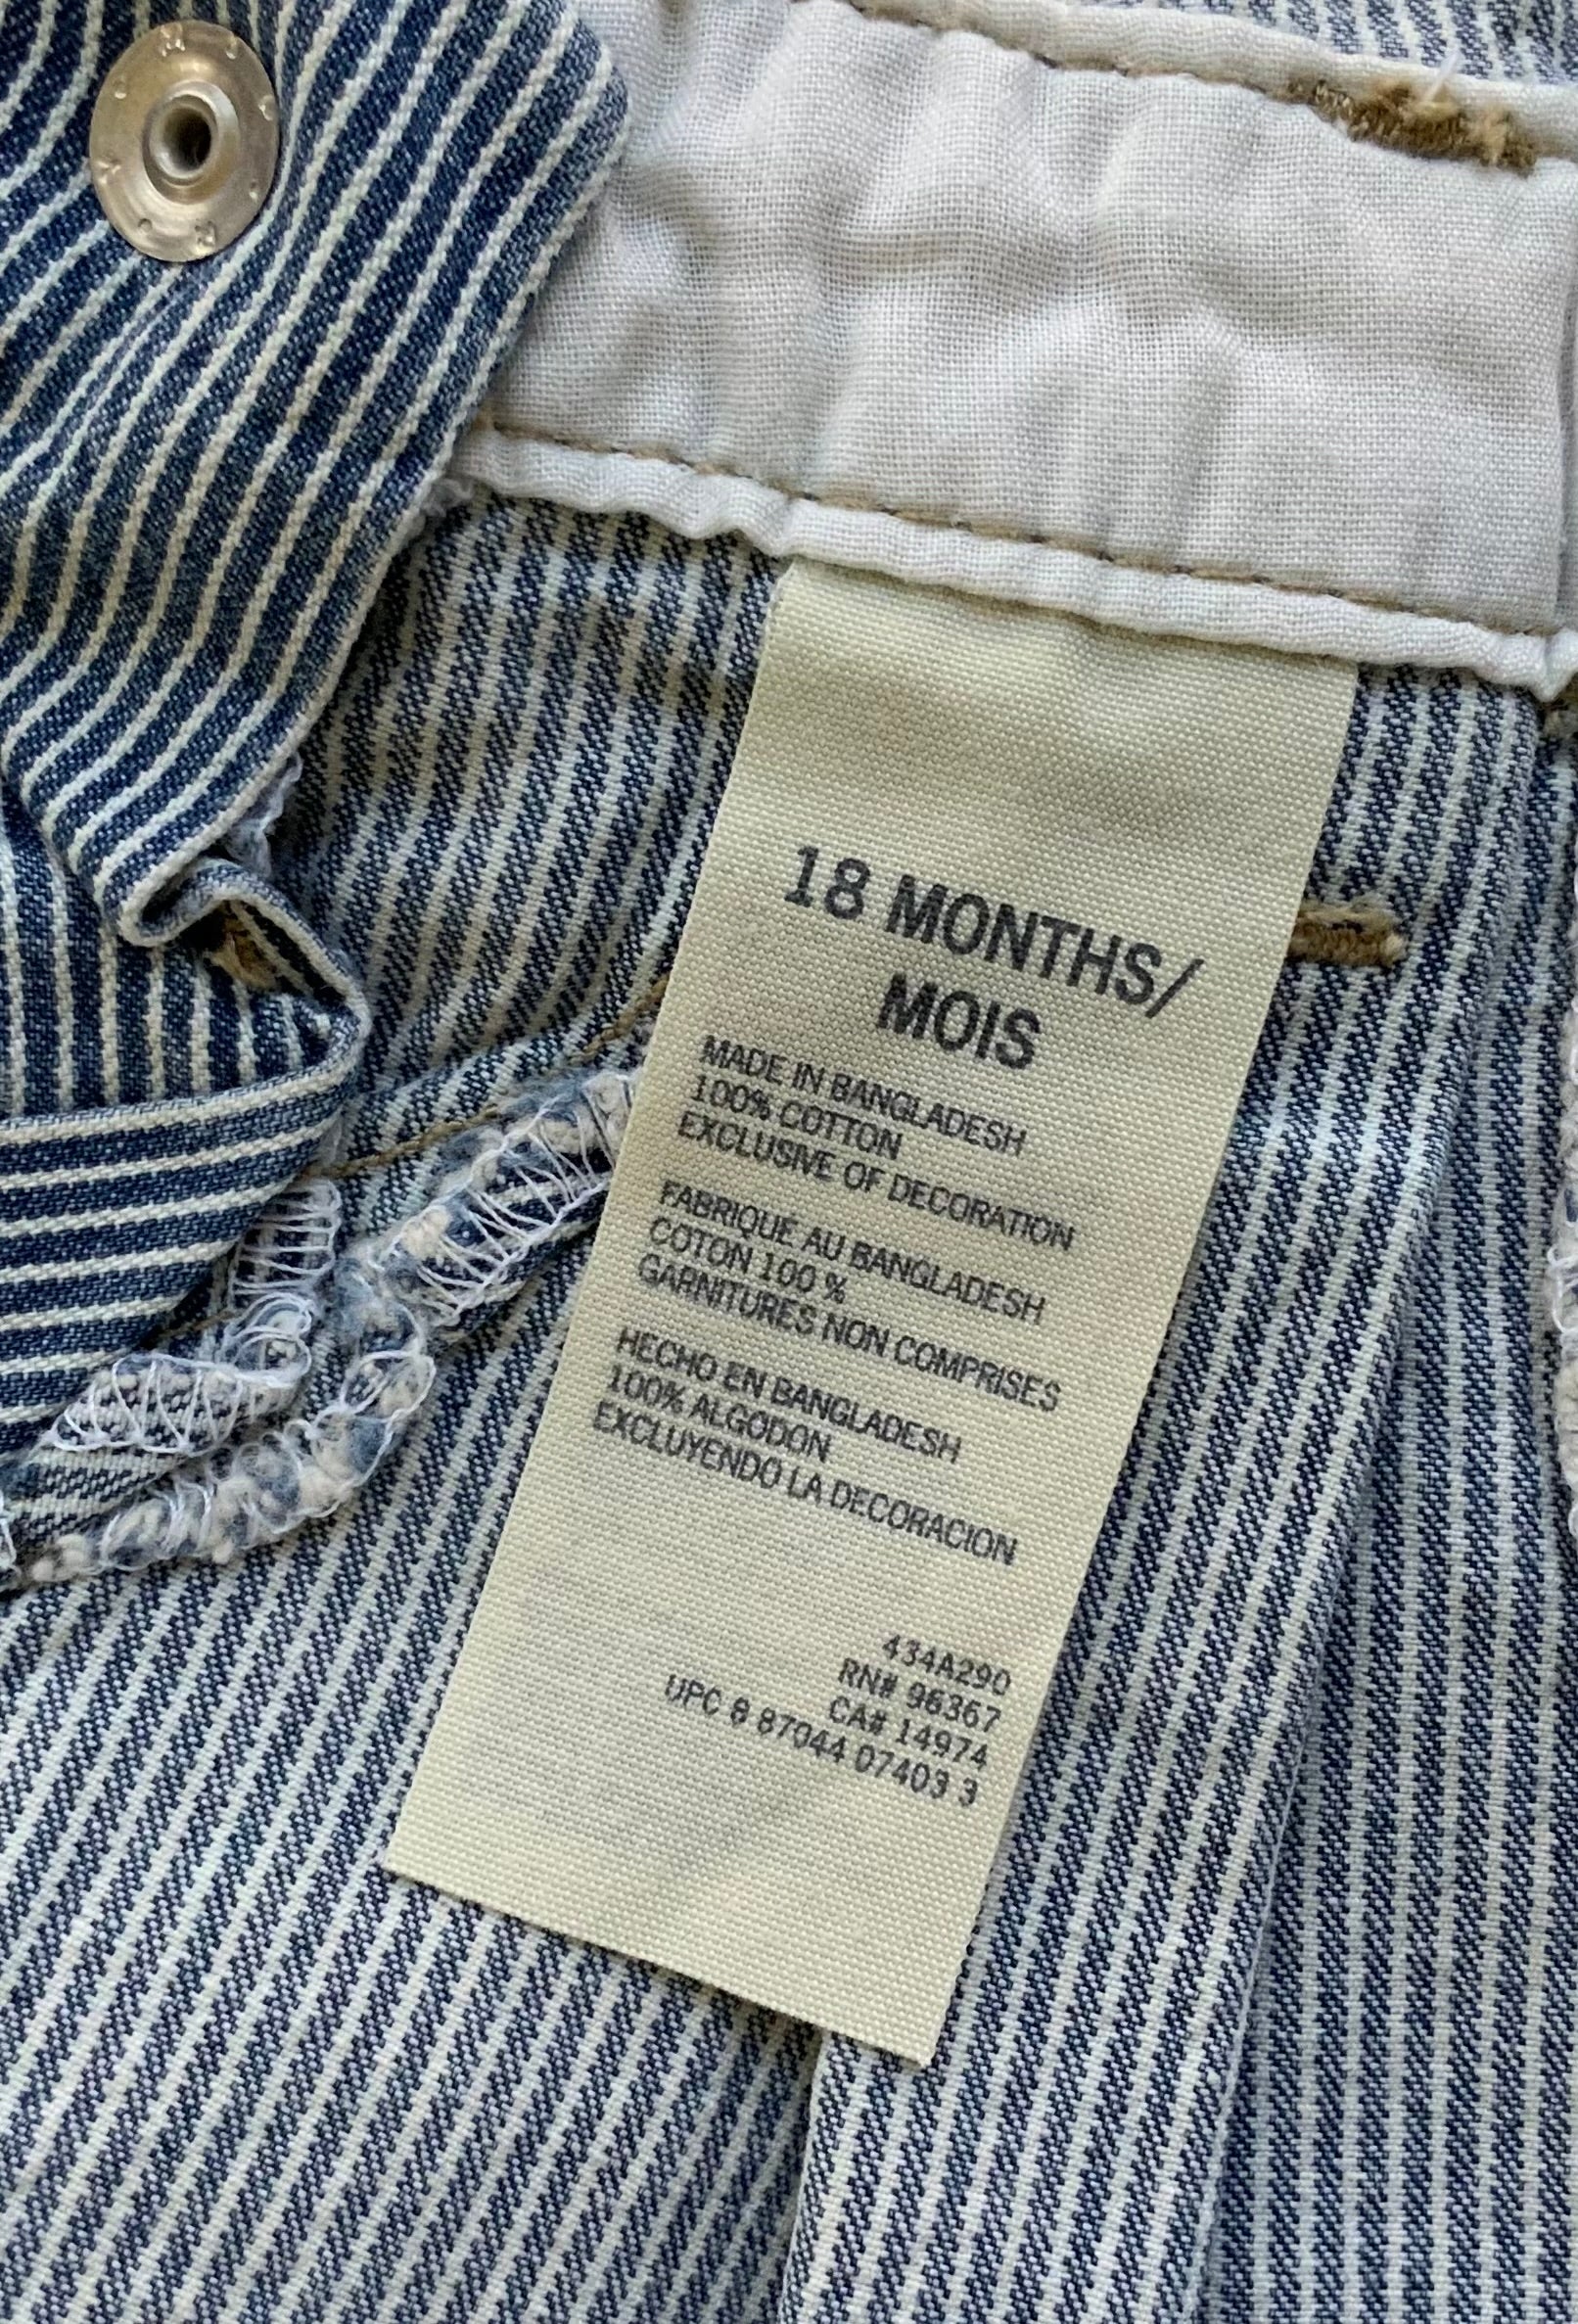 18 MONTHS/
MOIS
MADE IN BANGLADESH
100% COTTON
EXCLUSIVE OF DECORATION
FABRIQUE AU BANGLADESH
COTON 100 %
GARNITURES NON COMPRISES
HECHO EN BANGLADESH
100% ALGODON
EXCLUYENDO LA DECORACION
434A290
RN# 96367
CA# 14974
UPC 8 87044 07403 3